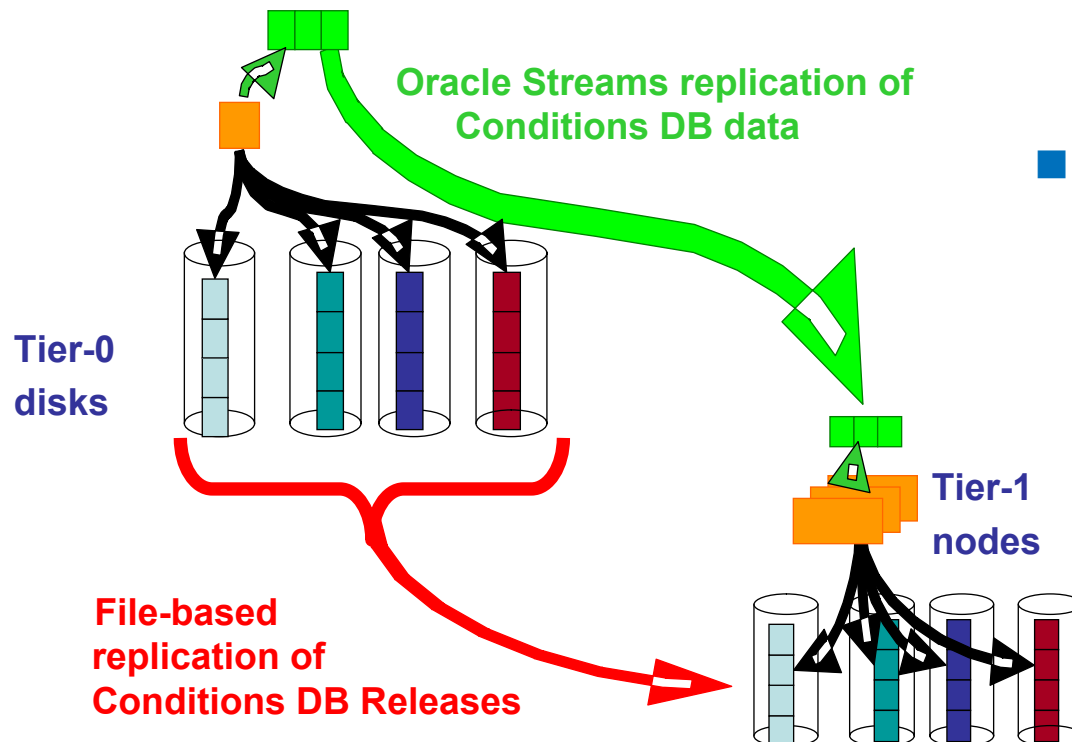 Oracle Streams replication of
Conditions DB data
Tier-0
disks
Tier-1
nodes
File-based
replication of
Conditions DB Releases